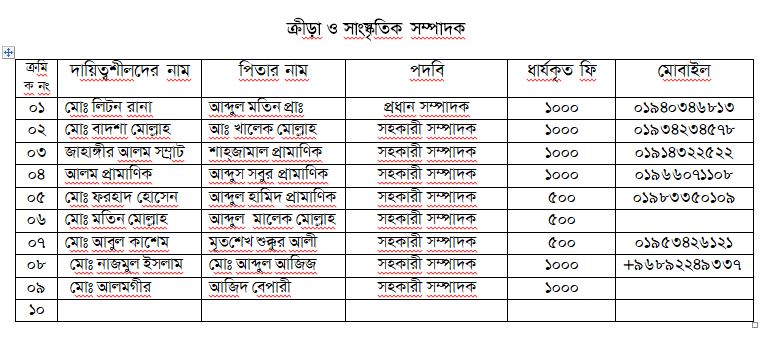 ক্রীড়া ও সাংষ্কৃতিক সম্পাদক
ক্রমিক নং দায়িত্বশীলদের নাম পিতার নাম পদবি ধার্যকৃত ফি মোবাইল
০১ মোঃ লিটন রানা আব্দুল মতিন প্রাঃ প্রধান সম্পাদক ১০০০ ০১৯৪০৩৪৬৮১৩
০২ মোঃ বাদশা মোল্লাহ আঃ খালেক মোল্লাহ সহকারী সম্পাদক ১০০০ ০১৯৩৪২৩৪৫৭৮
০৩ জাহাঙ্গীর আলম সম্রাট শাহ্জামাল প্রামাণিক সহকারী সম্পাদক ১০০০ ০১৯১৪৩২২৫২২
০৪ আলম প্রামাণিক আব্দুস সবুর প্রামাণিক সহকারী সম্পাদক ১০০০ ০১৯৬৬০৭১১০৮
০৫ মোঃ ফরহাদ হোসেন আব্দুল হামিদ প্রামাণিক সহকারী সম্পাদক ৫০০ ০১৯৮৩৩৫০১০৯
০৬ মোঃ মতিন মোল্লাহ আব্দুল মালেক মোল্লাহ সহকারী সম্পাদক ৫০০
০৭ মোঃ আবুল কাশেম মৃতশেখ শুক্কুর আলী সহকারী সম্পাদক ৫০০ ০১৯৫৩৪২৬১২১
০৮ মোঃ নাজমুল ইসলাম মোঃ আব্দুল আজিজ সহকারী সম্পাদক ১০০০ +৯৬৮৯২২৪৯৩৩৭
০৯ মোঃ আলমগীর আজিদ বেপারী সহকারী সম্পাদক ১০০০
১০